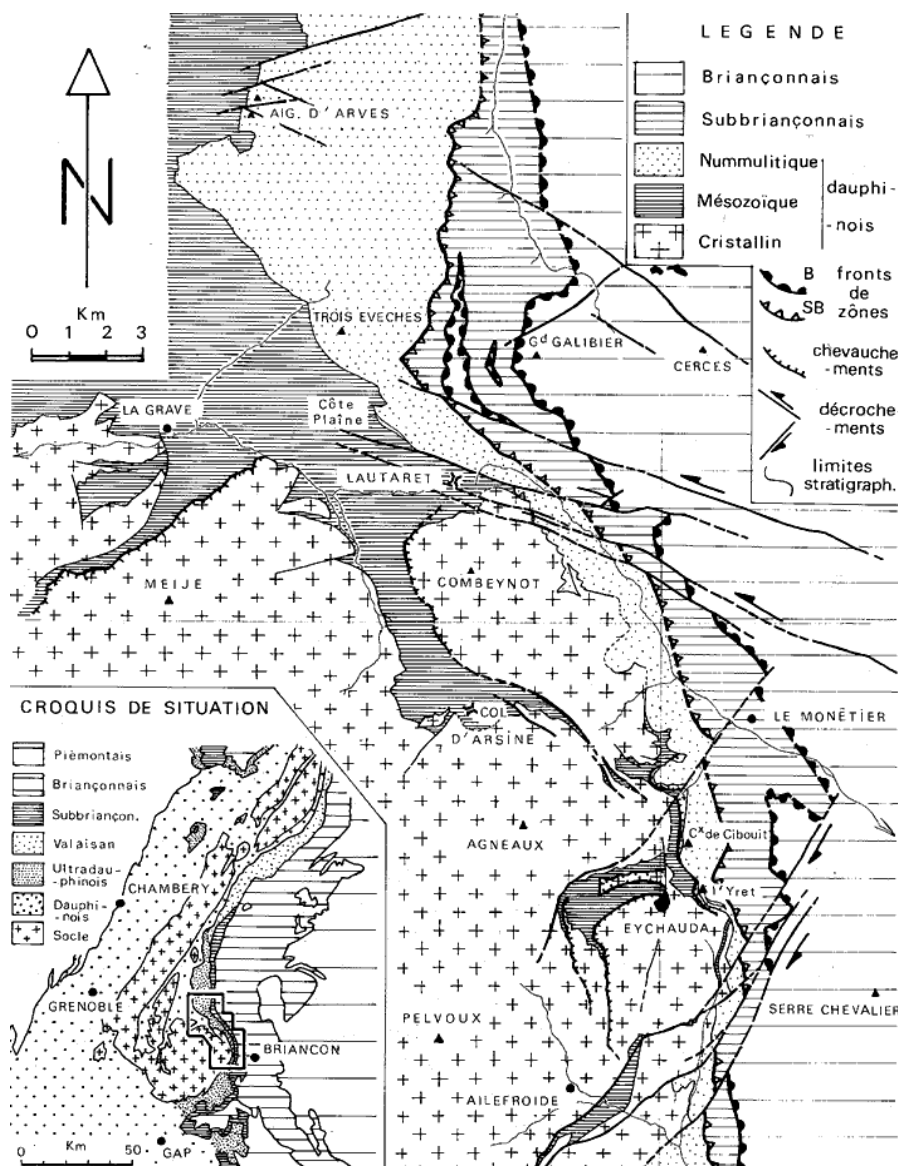 LEGENDE
Briançonnais
Subbriançonnais
Nummulitique
Mésozoïque
Cristallin
dauphi-
-nois
B
SB
fronts
de
zônes
chevauche
-ments
décroche-
-ments
limites
stratigraph.
N
Km
0 1 2 3
AIG. D'ARVES
TROIS EVECHES
Gd GALIBIER
CERCES
LA GRAVE
Côte
Plaîne
LAUTARET
MEIJE
COMBEYNOT
COL
D'ARSINE
LE MONÊTIER
AGNEAUX
Cx de Cibouit
l'Yret
EYCHAUDA
PELVOUX
SERRE CHEVALIER
AILEFROIDE
CROQUIS DE SITUATION
Pièmontais
Briançonnais
Subbriançon.
Valaisan
Ultradau-
-phinois
Dauphi-
-nois
Socle
CHAMBERY
GRENOBLE
BRIANCON
GAP
0 Km 50